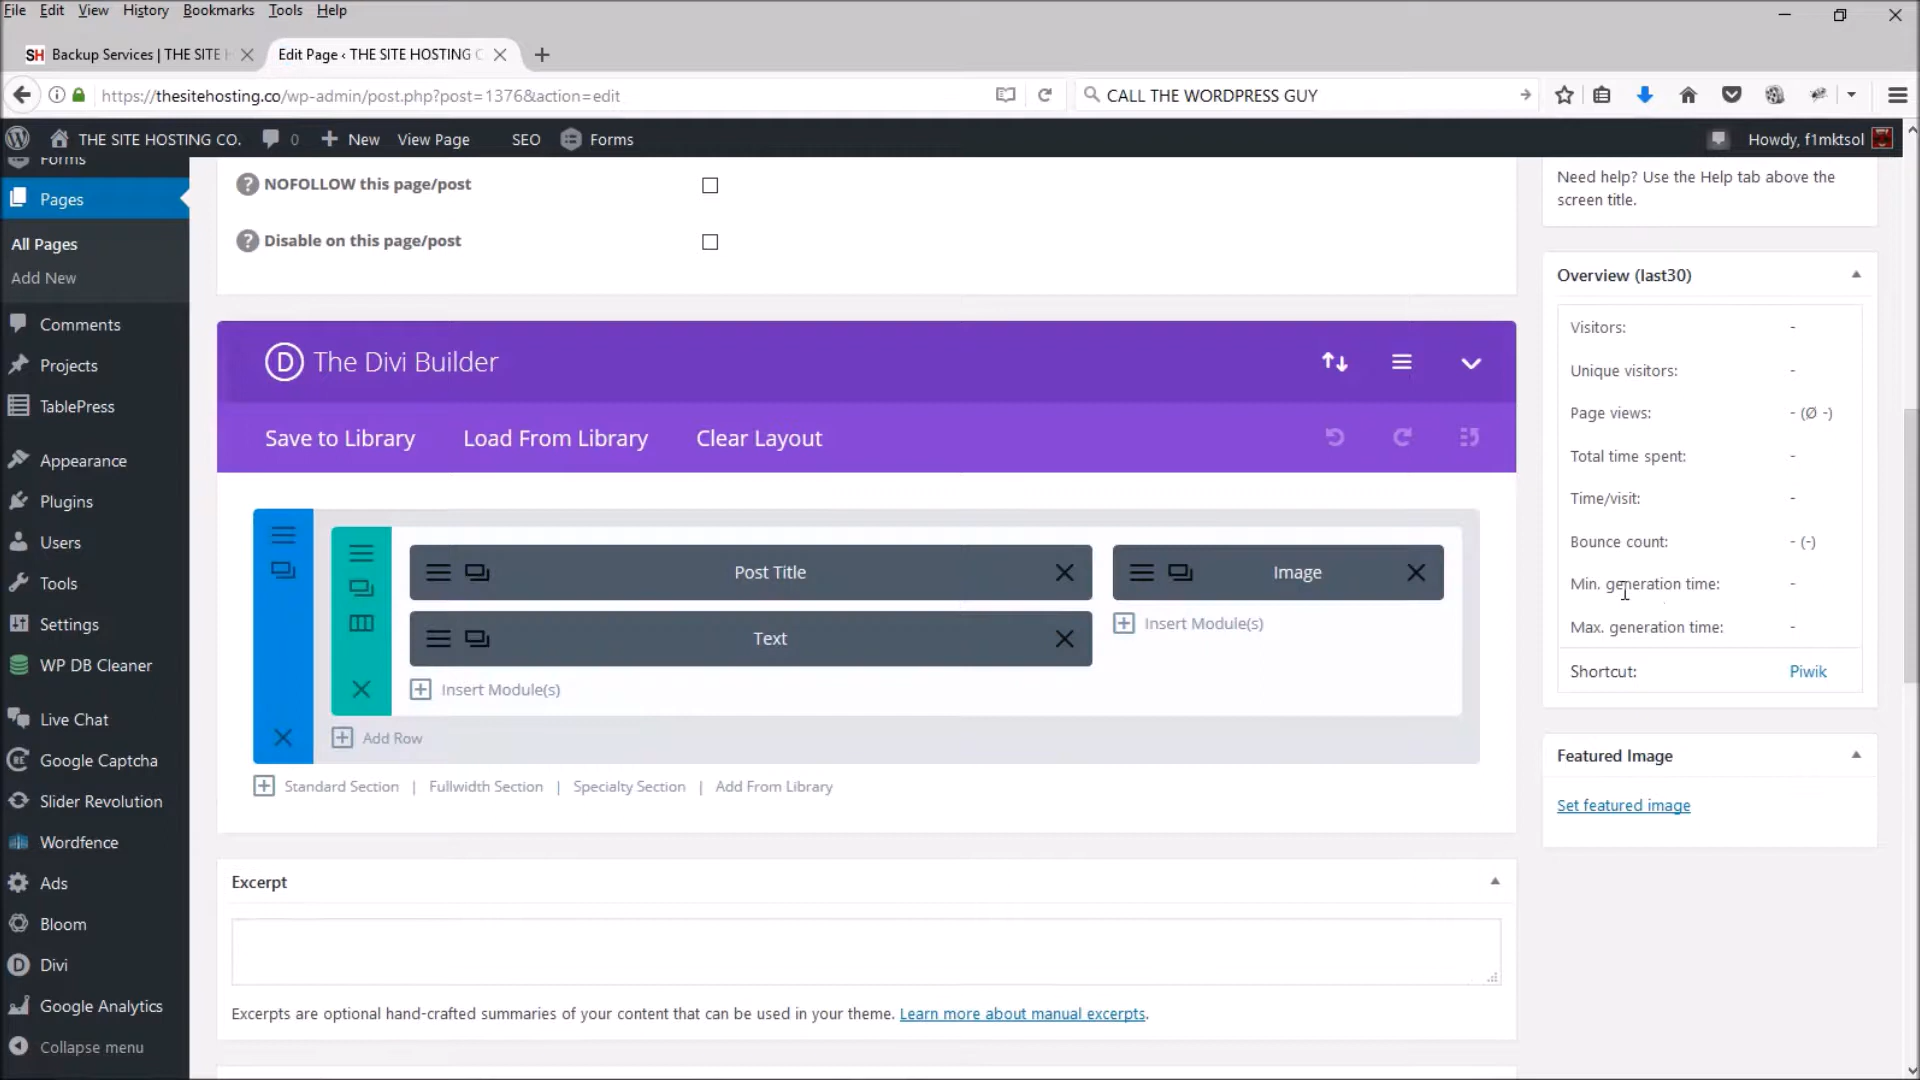 File Edit View History Bookmarks Tools Help
SH Backup Services | THE SITE H
Edit Page ‹ THE SITE HOSTING C
https://thesitehosting.co/wp-admin/post.php?post=1376&action=edit
CALL THE WORDPRESS GUY
THE SITE HOSTING CO. 0 New View Page SEO Forms Howdy, f1mktsol
Forms
Pages
All Pages
Add New
Comments
Projects
TablePress
Appearance
Plugins
Users
Tools
Settings
WP DB Cleaner
Live Chat
Google Captcha
Slider Revolution
Wordfence
Ads
Bloom
Divi
Google Analytics
Collapse menu
NOFOLLOW this page/post
Disable on this page/post
D The Divi Builder
Save to Library Load From Library Clear Layout
Post Title
Image
Text
Insert Module(s)
Insert Module(s)
Add Row
Standard Section | Fullwidth Section | Specialty Section | Add From Library
Excerpt
Excerpts are optional hand-crafted summaries of your content that can be used in your theme. Learn more about manual excerpts.
Need help? Use the Help tab above the
screen title.
Overview (last30)
Visitors: -
Unique visitors: -
Page views: - (Ø -)
Total time spent: -
Time/visit: -
Bounce count: - (-)
Min. generation time: -
Max. generation time: -
Shortcut: Piwik
Featured Image
Set featured image